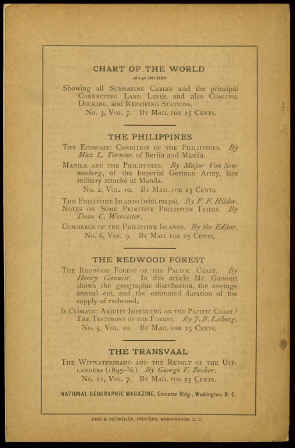 CHART OF THE WORLD
Showing all Submarine Cables and the principal
Connecting Land Lines, and also Coaling,
Docking, and Repairing Stations.
No. 3, Vol. 7. By Mail for 25 Cents.
THE PHILIPPINES
The Economic Condition of the Philippines. By
Max L. Tornow, of Berlin and Manila.
Manila and the Philippines. By Major Von Son-
nenberg, of the Imperial German Army, late
military attaché at Manila.
No. 2, Vol. 10. By Mail for 25 Cents.
The Philippine Islands (with maps). By F. F. Hilder.
Notes on Some Primitive Philippine Tribes. By
Dean C. Worcester.
Commerce of the Philippine Islands. By the Editor.
No. 6, Vol. 9. By Mail for 25 Cents.
THE REDWOOD FOREST
The Redwood Forest of the Pacific Coast. By
Henry Gannett. In this article Mr Gannett
shows the geographic distribution, the average
annual cut, and the estimated duration of the
supply of redwood.
Is Climatic Aridity Impending on the Pacific Coast?
The Testimony of the Forest. By J. B. Leiberg.
No. 5, Vol. 10. By Mail for 25 Cents.
THE TRANSVAAL
The Witwatersrand and the Revolt of the Uit-
landers (1895-'6). By George F. Becker.
No. 11, Vol. 7. By Mail for 25 Cents.
NATIONAL GEOGRAPHIC MAGAZINE, Corcoran Bldg., Washington, D. C.
JUDD & DETWEILER, PRINTERS, WASHINGTON, D. C.